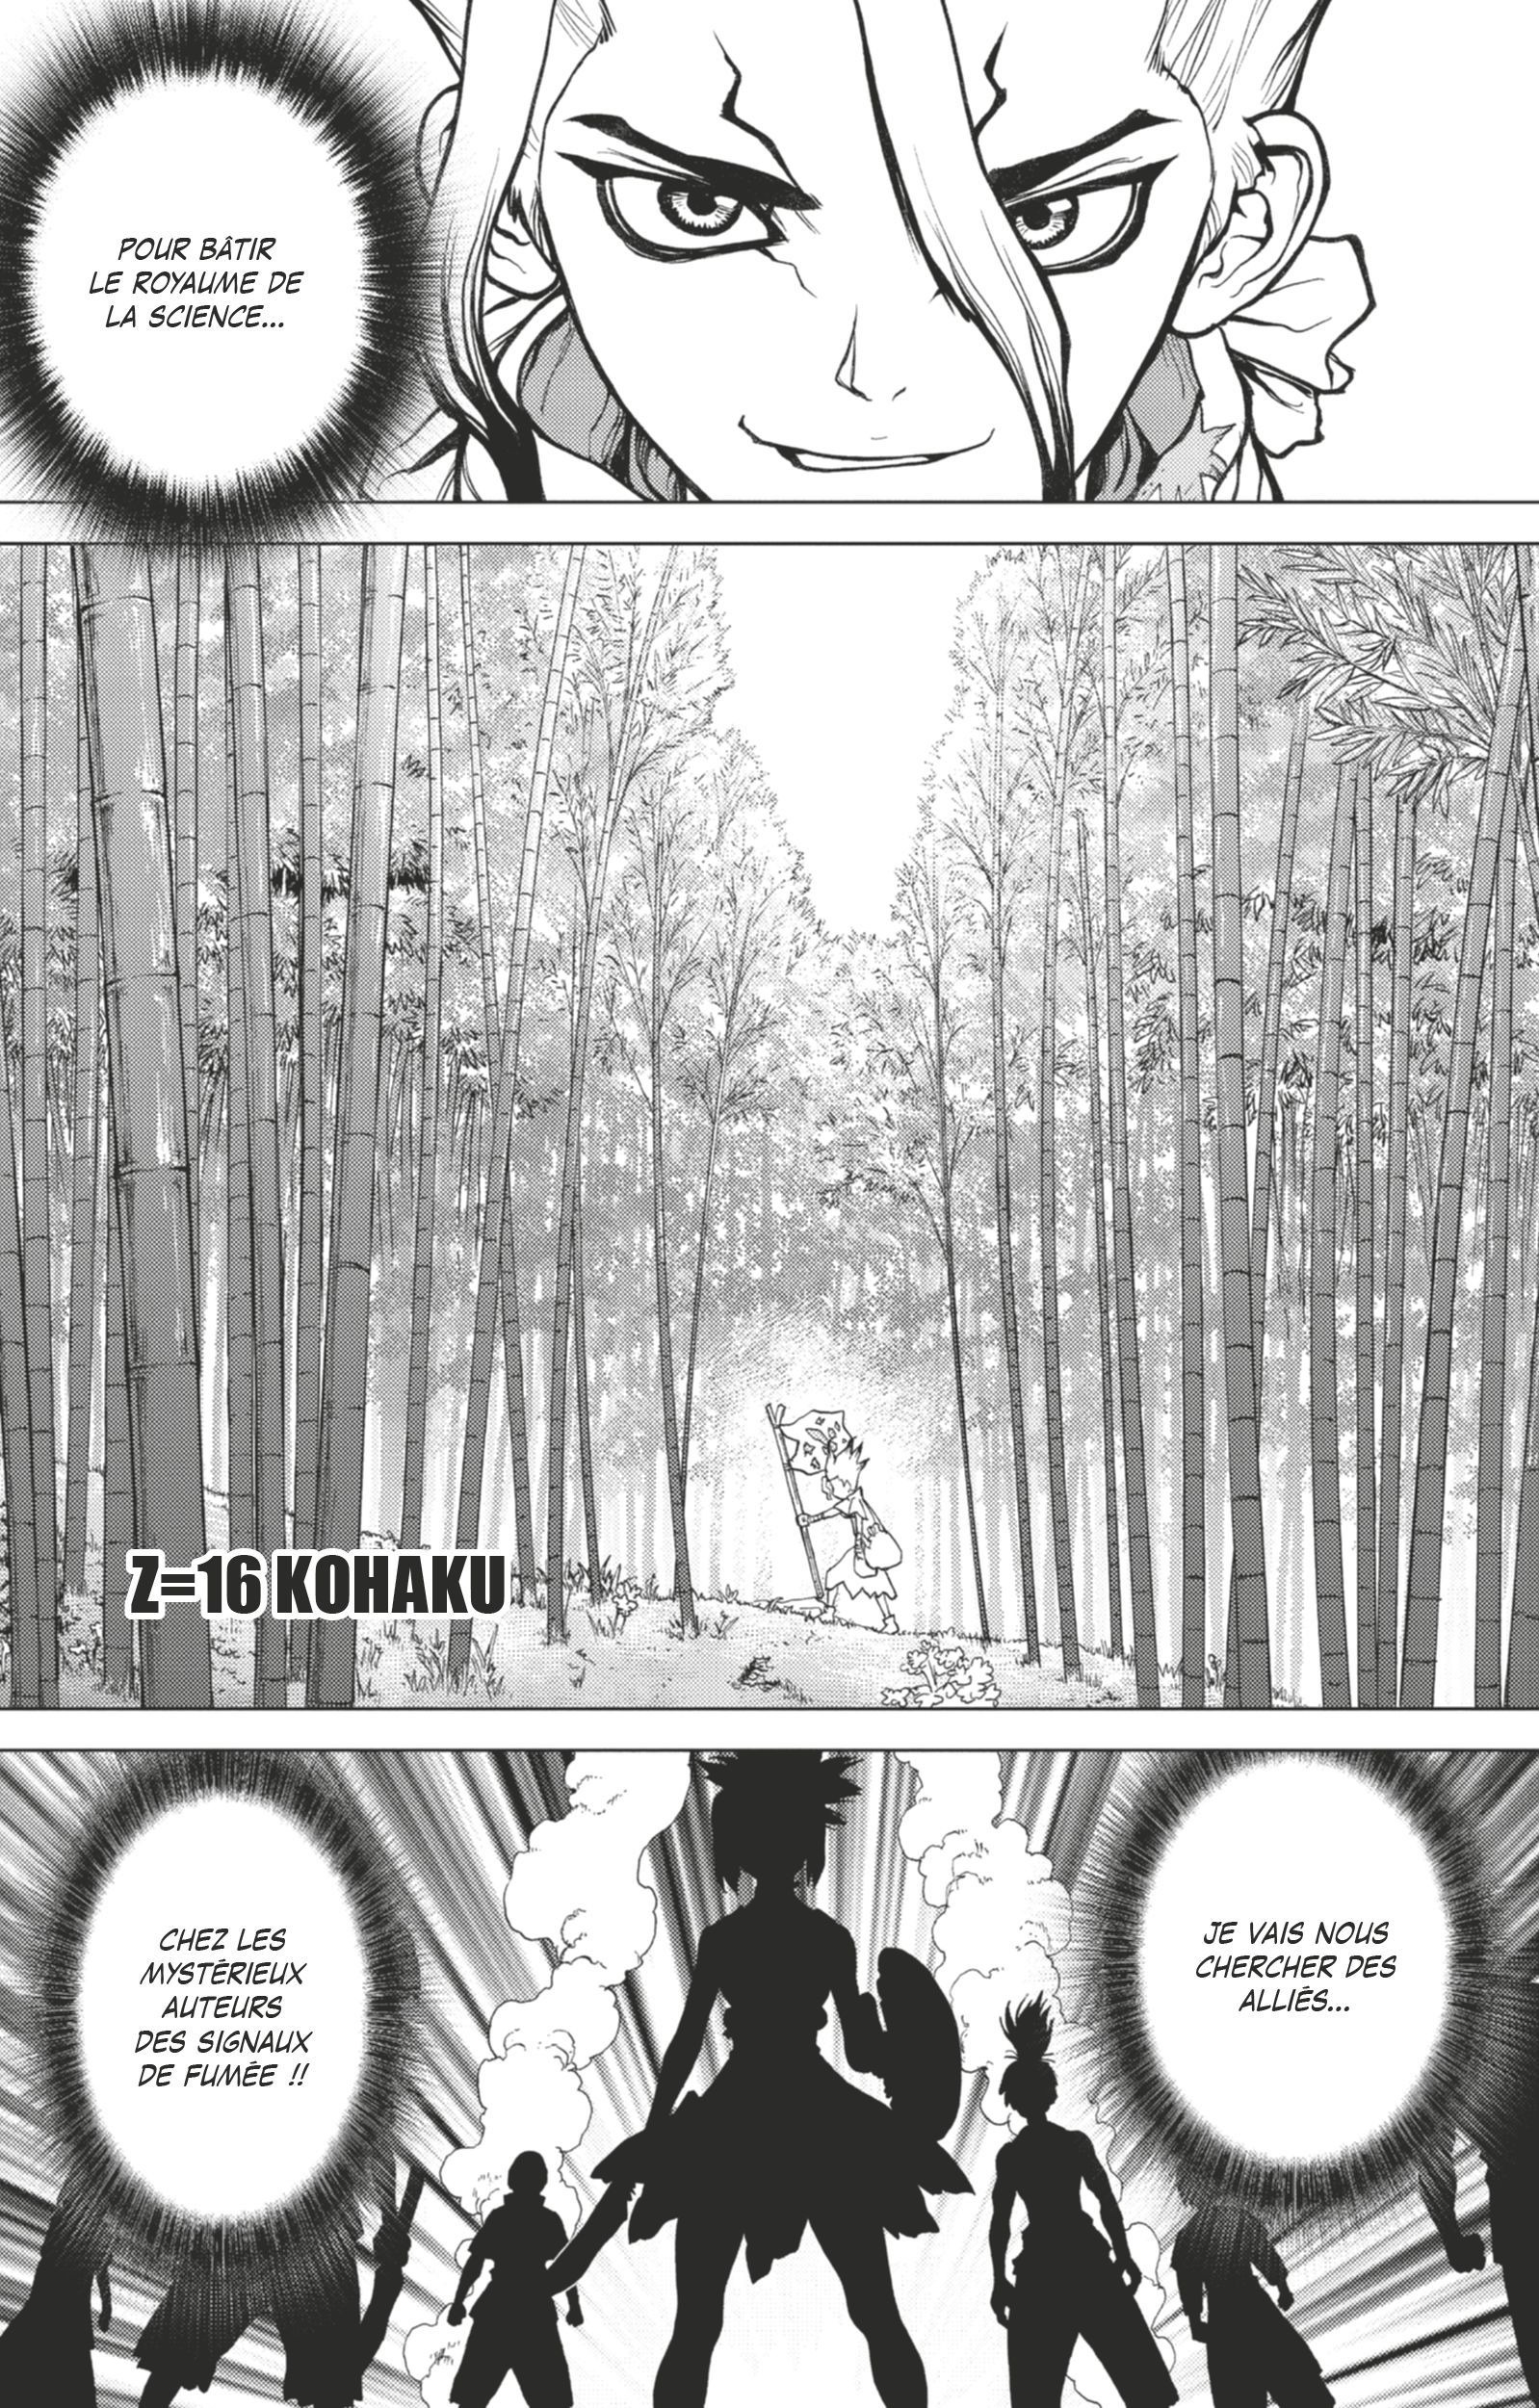 POUR BÂTIR
LE ROYAUME DE
LA SCIENCE...
Z=16 KOHAKU
JE VAIS NOUS
CHERCHER DES
ALLIÉS...
CHEZ LES
MYSTÉRIEUX
AUTEURS
DES SIGNAUX
DE FUMÉE !!